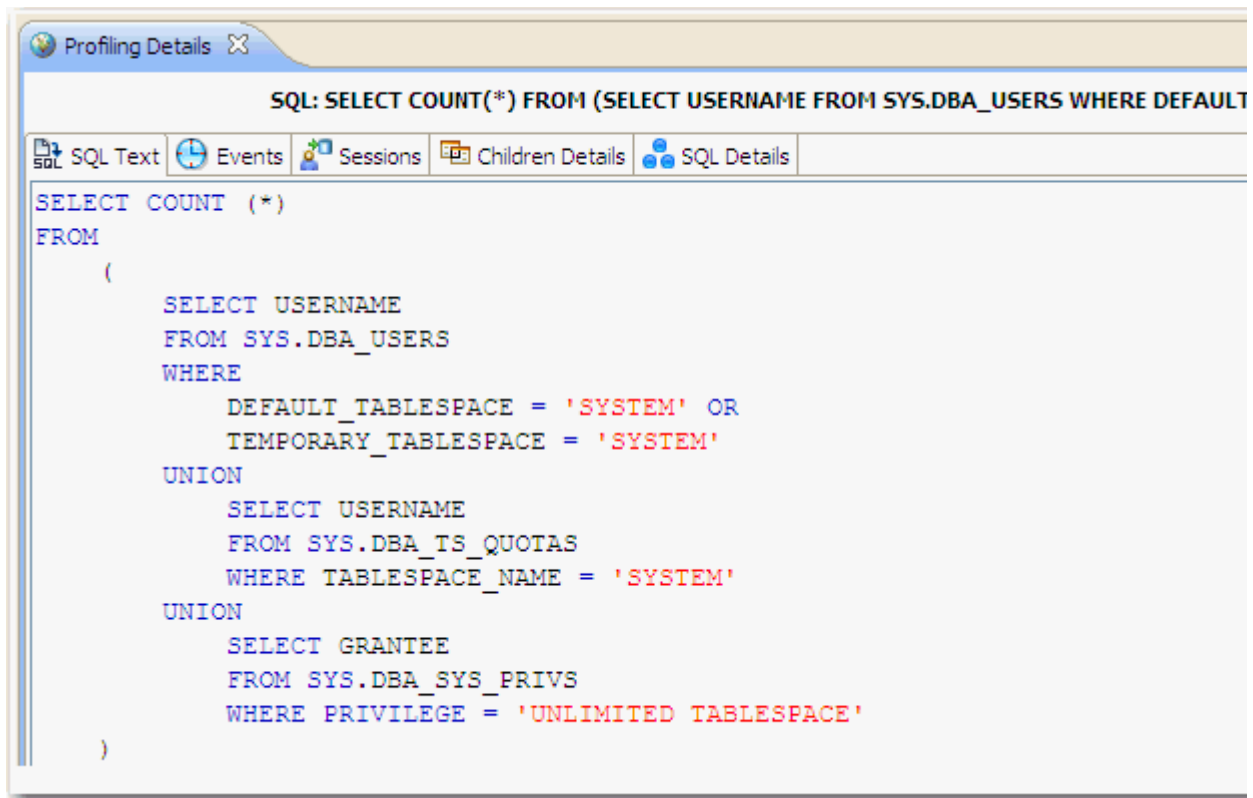 Profiling Details
SQL: SELECT COUNT(*) FROM (SELECT USERNAME FROM SYS.DBA_USERS WHERE DEFAULT
SQL Text Events Sessions Children Details SQL Details
SELECT COUNT (*)
FROM
(
SELECT USERNAME
FROM SYS.DBA_USERS
WHERE
DEFAULT_TABLESPACE = 'SYSTEM' OR
TEMPORARY_TABLESPACE = 'SYSTEM'
UNION
SELECT USERNAME
FROM SYS.DBA_TS_QUOTAS
WHERE TABLESPACE_NAME = 'SYSTEM'
UNION
SELECT GRANTEE
FROM SYS.DBA_SYS_PRIVS
WHERE PRIVILEGE = 'UNLIMITED TABLESPACE'
)